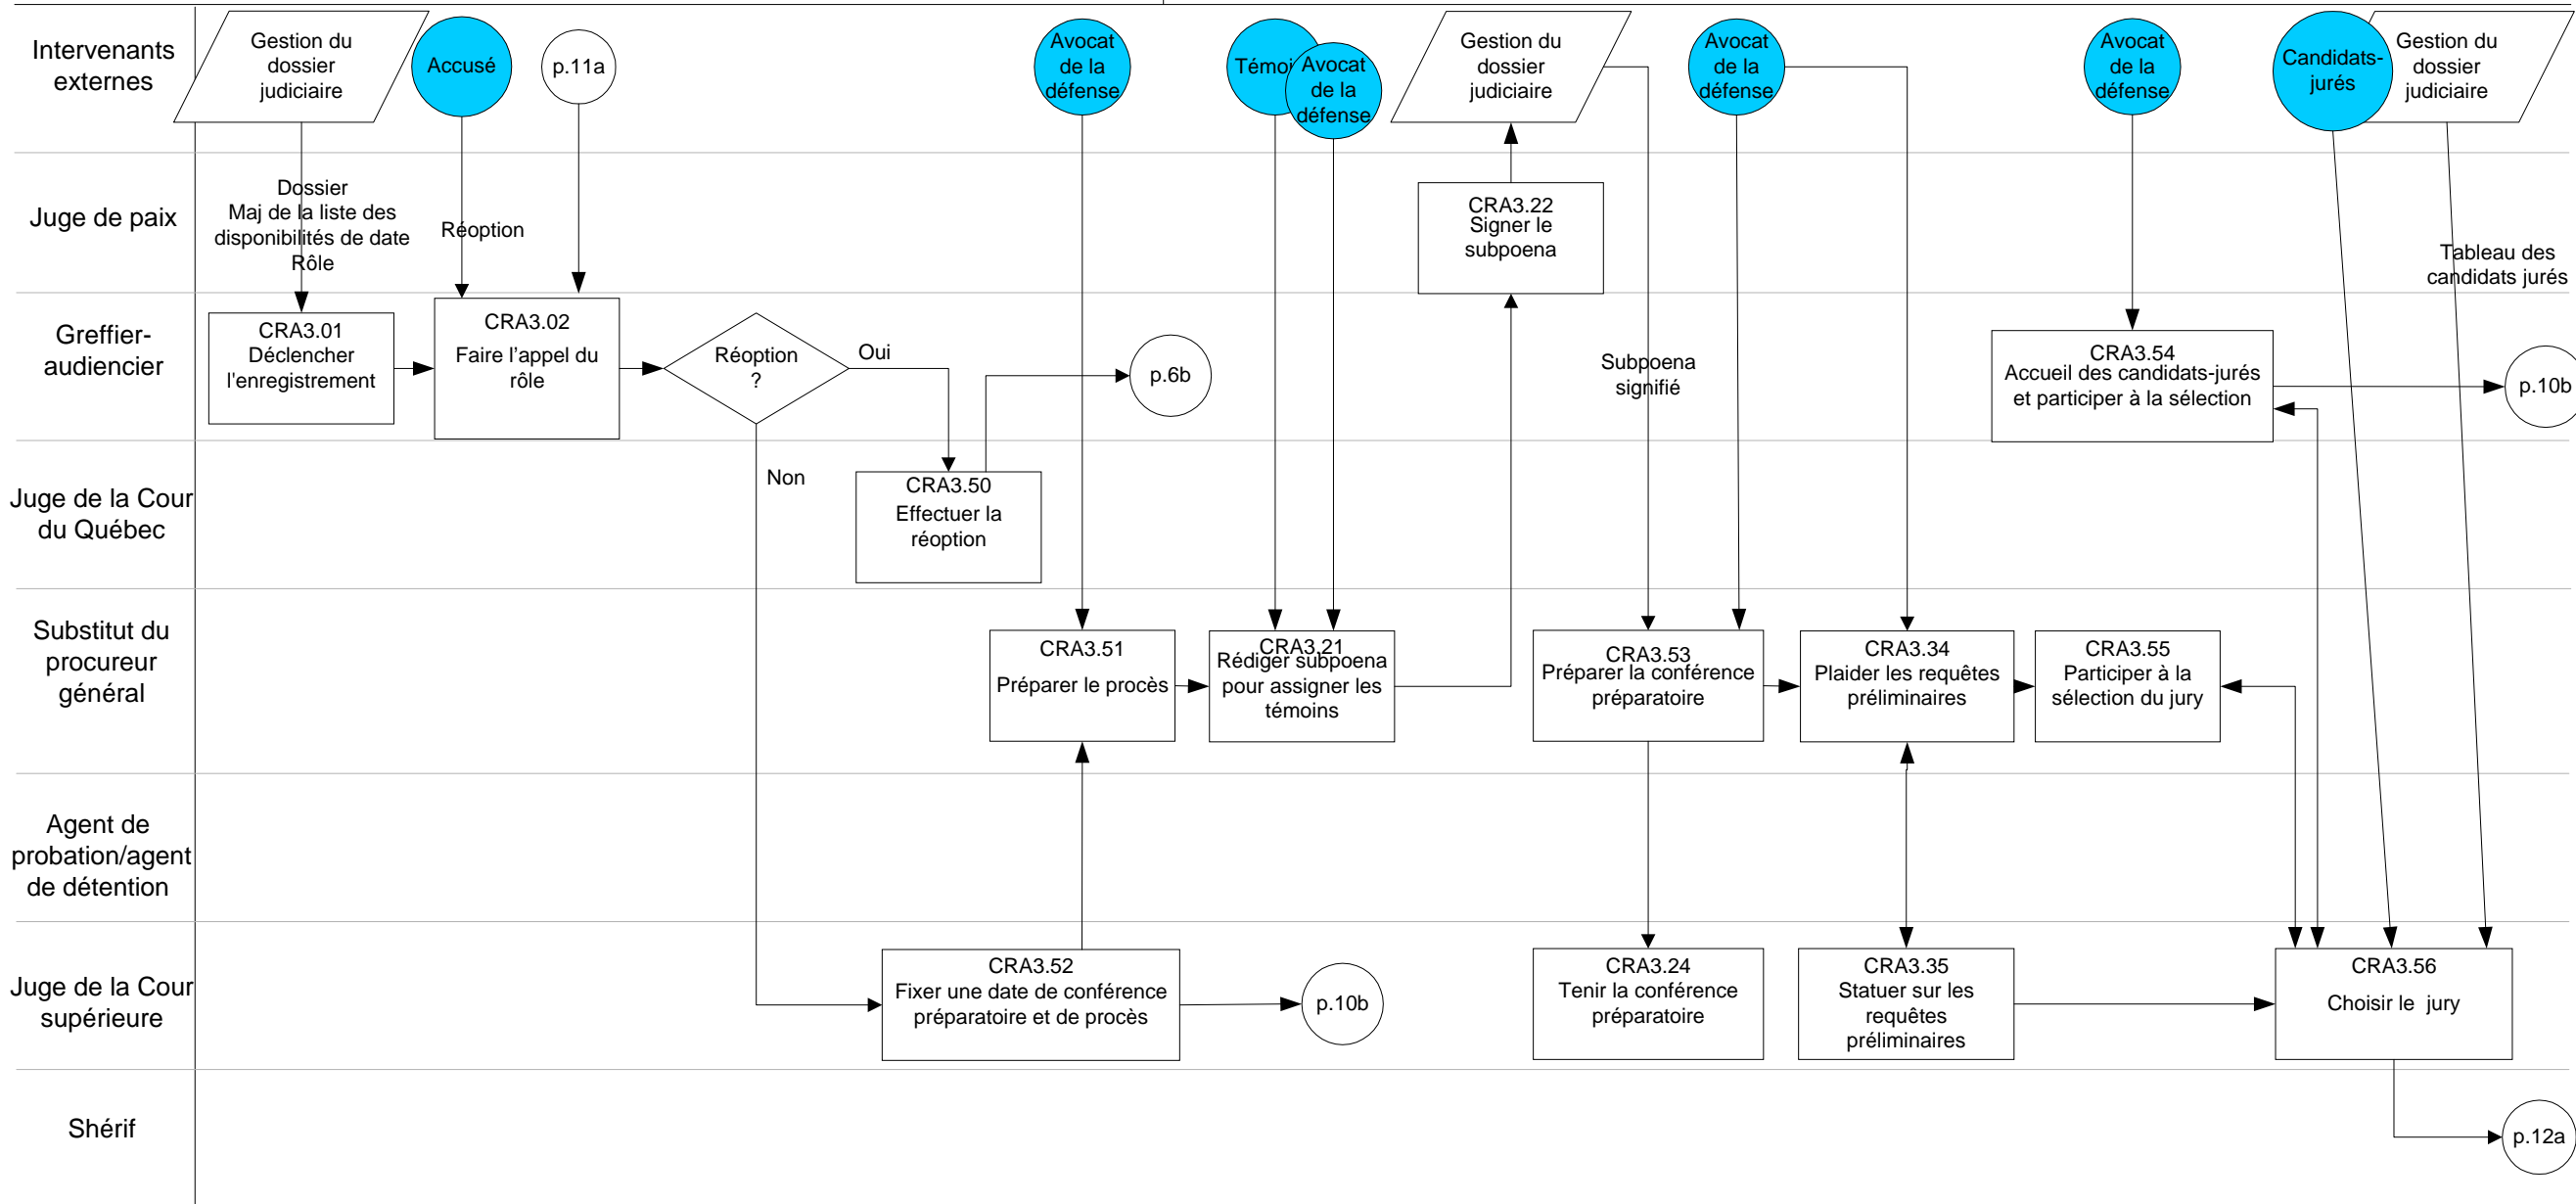 Intervenants
externes
Gestion du
dossier
judiciaire
Accusé
p.11a
Avocat
de la
défense
Témoi
Avocat
de la
défense
Gestion du
dossier
judiciaire
Avocat
de la
défense
Avocat
de la
défense
Candidats-
jurés
Gestion du
dossier
judiciaire
Juge de paix
Dossier
Maj de la liste des
disponibilités de date
Rôle
Réoption
CRA3.22
Signer le
subpoena
Tableau des
candidats jurés
Greffier-
audiencier
CRA3.01
Déclencher
l'enregistrement
CRA3.02
Faire l'appel du
rôle
Réoption
?
Oui
Non
p.6b
Subpoena
signifié
CRA3.54
Accueil des candidats-jurés
et participer à la sélection
p.10b
Juge de la Cour
du Québec
CRA3.50
Effectuer la
réoption
Substitut du
procureur
général
CRA3.51
Préparer le procès
CRA3.21
Rédiger subpoena
pour assigner les
témoins
CRA3.53
Préparer la conférence
préparatoire
CRA3.34
Plaider les requêtes
préliminaires
CRA3.55
Participer à la
sélection du jury
Agent de
probation/agent
de détention
Juge de la Cour
supérieure
CRA3.52
Fixer une date de conférence
préparatoire et de procès
p.10b
CRA3.24
Tenir la conférence
préparatoire
CRA3.35
Statuer sur les
requêtes
préliminaires
CRA3.56
Choisir le jury
Shérif
p.12a